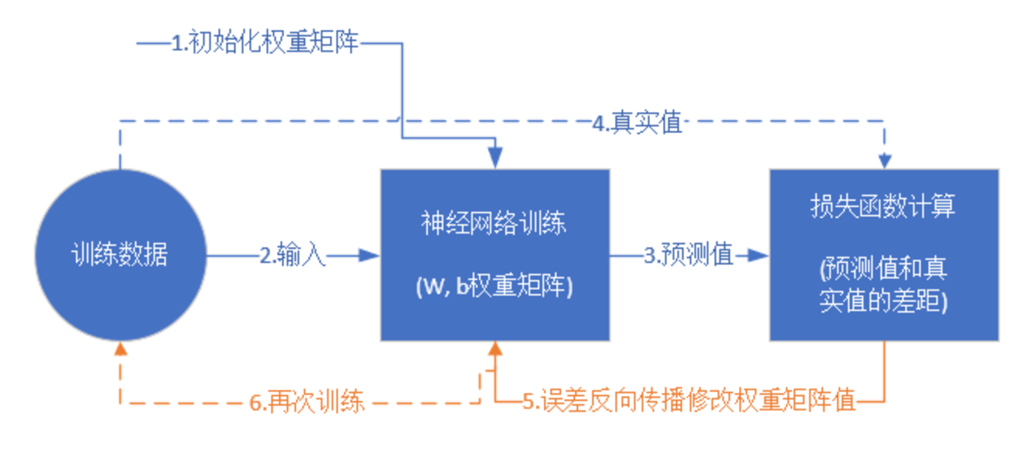 1.初始化权重矩阵
4.真实值
训练数据
2.输入
神经网络训练
(W, b权重矩阵)
3.预测值
损失函数计算
(预测值和真
实值的差距)
6.再次训练
5.误差反向传播修改权重矩阵值